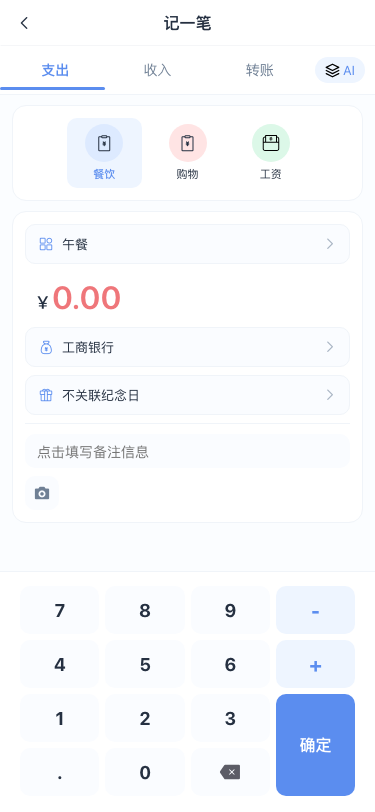 记一笔
支出 收入 转账 AI
餐饮 购物 工资
午餐
¥ 0.00
工商银行
不关联纪念日
点击填写备注信息
7 8 9 -
4 5 6 +
1 2 3
确定
. 0